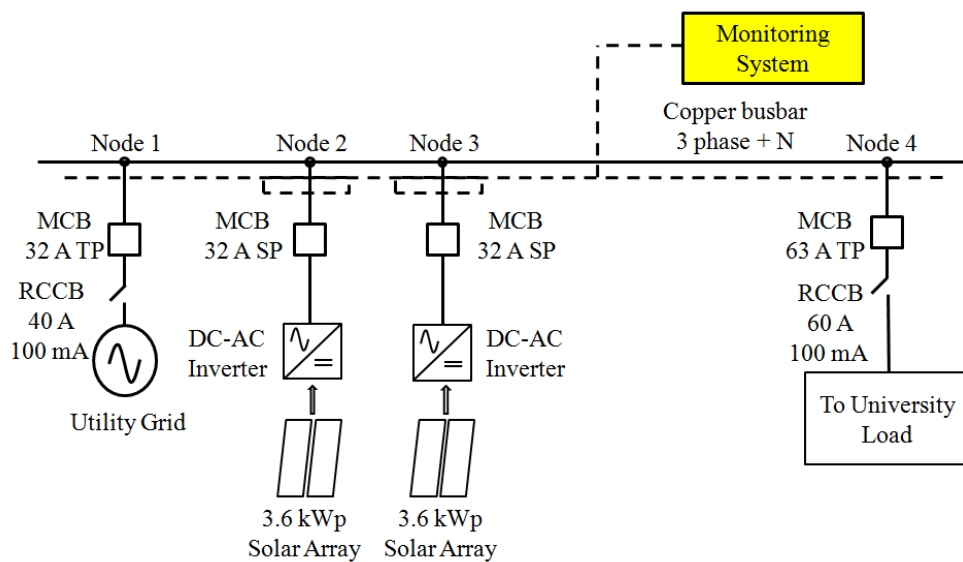 Monitoring
System
Copper busbar
3 phase + N
Node 1
Node 2
Node 3
Node 4
MCB
32 A TP
MCB
32 A SP
MCB
32 A SP
MCB
63 A TP
RCCB
40 A
100 mA
DC-AC
Inverter
DC-AC
Inverter
RCCB
60 A
100 mA
Utility Grid
To University
Load
3.6 kWp
Solar Array
3.6 kWp
Solar Array